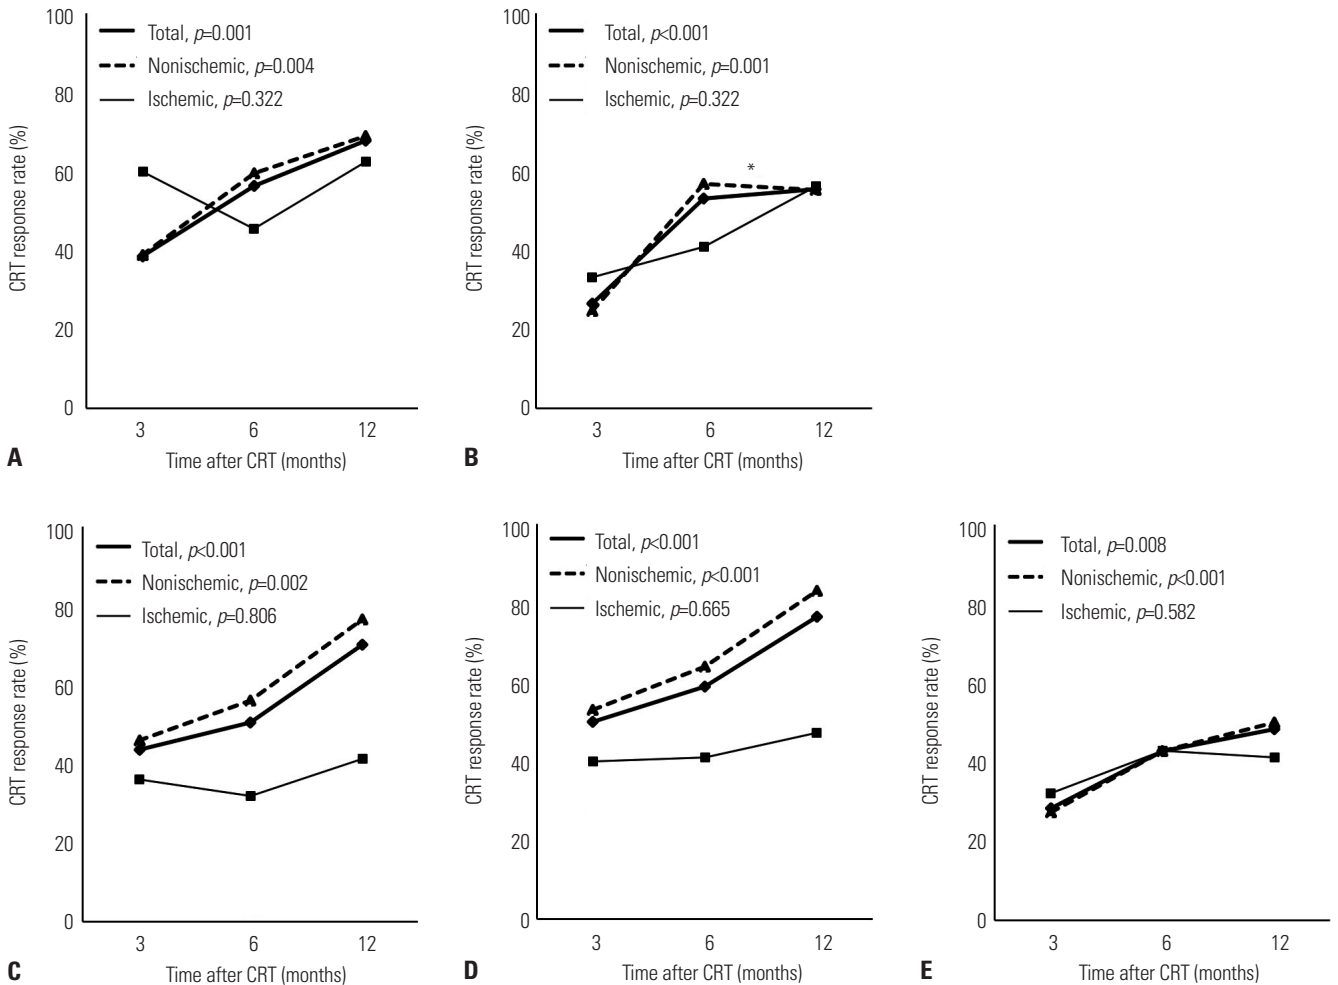 100
80
60
40
20
0
CRT response rate (%)
Total, p=0.001
Nonischemic, p=0.004
Ischemic, p=0.322
3 6 12
Time after CRT (months)
A
100
80
60
40
20
0
CRT response rate (%)
Total, p<0.001
Nonischemic, p=0.001
Ischemic, p=0.322
*
3 6 12
Time after CRT (months)
B
100
80
60
40
20
0
CRT response rate (%)
Total, p<0.001
Nonischemic, p=0.002
Ischemic, p=0.806
3 6 12
Time after CRT (months)
C
100
80
60
40
20
0
CRT response rate (%)
Total, p<0.001
Nonischemic, p<0.001
Ischemic, p=0.665
3 6 12
Time after CRT (months)
D
100
80
60
40
20
0
CRT response rate (%)
Total, p=0.008
Nonischemic, p<0.001
Ischemic, p=0.582
3 6 12
Time after CRT (months)
E